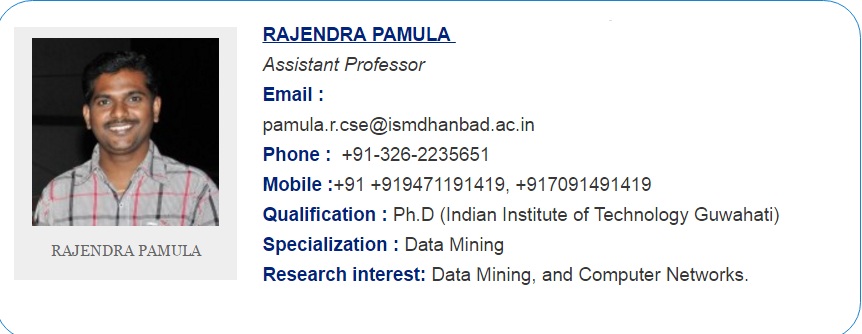 RAJENDRA PAMULA
Assistant Professor
Email :
pamula.r.cse@ismdhanbad.ac.in
Phone : +91-326-2235651
Mobile :+91 +919471191419, +917091491419
Qualification : Ph.D (Indian Institute of Technology Guwahati)
Specialization : Data Mining
Research interest: Data Mining, and Computer Networks.
RAJENDRA PAMULA